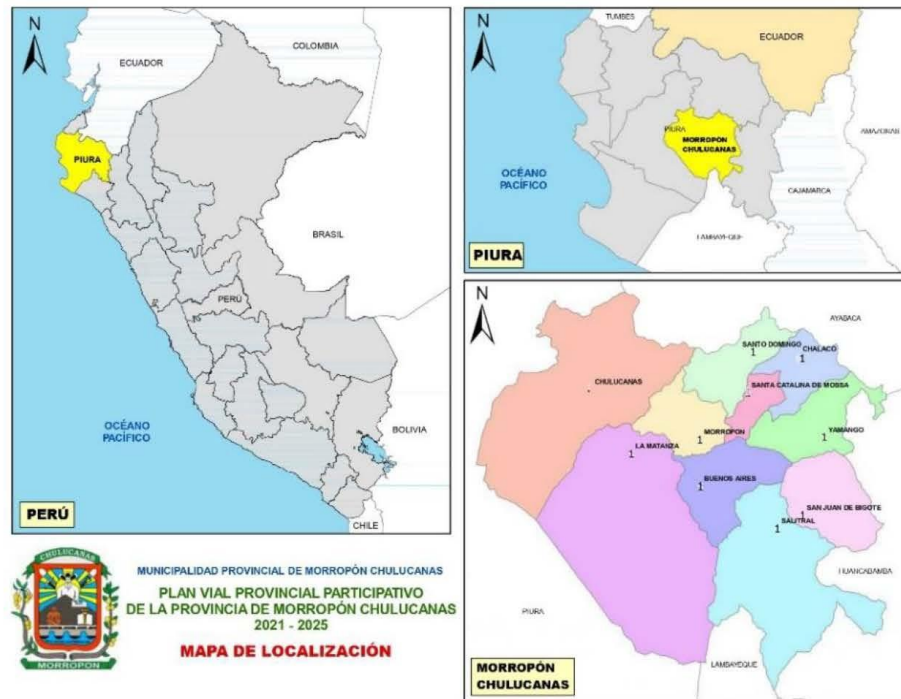 N
COLOMBIA
ECUADOR
PIURA
BRASIL
PERÚ
OCÉANO
PACÍFICO
BOLIVIA
CHILE
PERÚ
N
TUMBES
ECUADOR
PIURA
MORROPÓN
CHULUCANAS
AMAZONAS
OCÉANO
PACÍFICO
CAJAMARCA
LAMBAYEQUE
PIURA
N
AYABACA
SANTO DOMINGO
1
CHALACO
1
CHULUCANAS
SANTA CATALINA DE MOSSA
MORROPON
1
YAMANGO
1
LA MATANZA
1
BUENOS AIRES
1
SAN JUAN DE BIGOTE
1
SALITRAL
1
HUANCABAMBA
PIURA
LAMBAYEQUE
MORROPÓN
CHULUCANAS
CHULUCANAS
MORROPON
MUNICIPALIDAD PROVINCIAL DE MORROPÓN CHULUCANAS
PLAN VIAL PROVINCIAL PARTICIPATIVO
DE LA PROVINCIA DE MORROPÓN CHULUCANAS
2021 - 2025
MAPA DE LOCALIZACIÓN